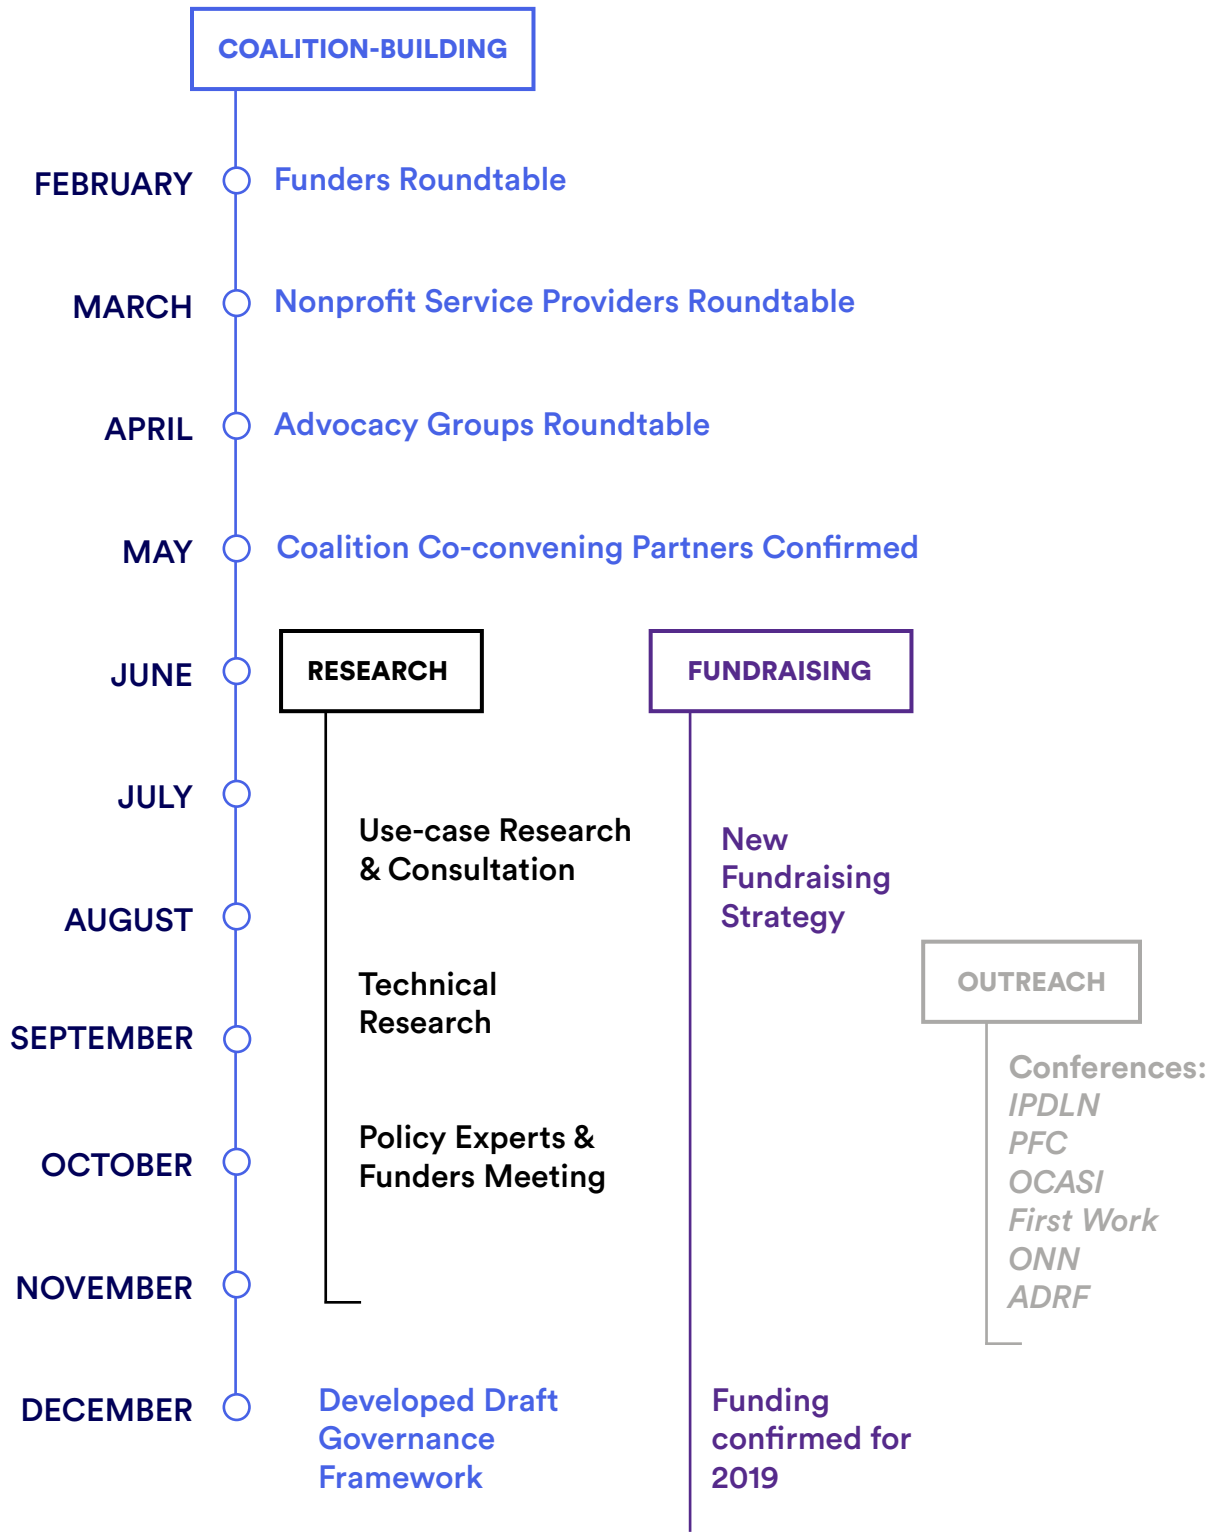 COALITION-BUILDING
FEBRUARY
Funders Roundtable
MARCH
Nonprofit Service Providers Roundtable
APRIL
Advocacy Groups Roundtable
MAY
Coalition Co-convening Partners Confirmed
JUNE
RESEARCH
FUNDRAISING
JULY
Use-case Research
& Consultation
New
Fundraising
Strategy
AUGUST
OUTREACH
Technical
Research
SEPTEMBER
Conferences:
IPDLN
PFC
OCASI
First Work
ONN
ADRF
Policy Experts &
Funders Meeting
OCTOBER
NOVEMBER
DECEMBER
Developed Draft
Governance
Framework
Funding
confirmed for
2019